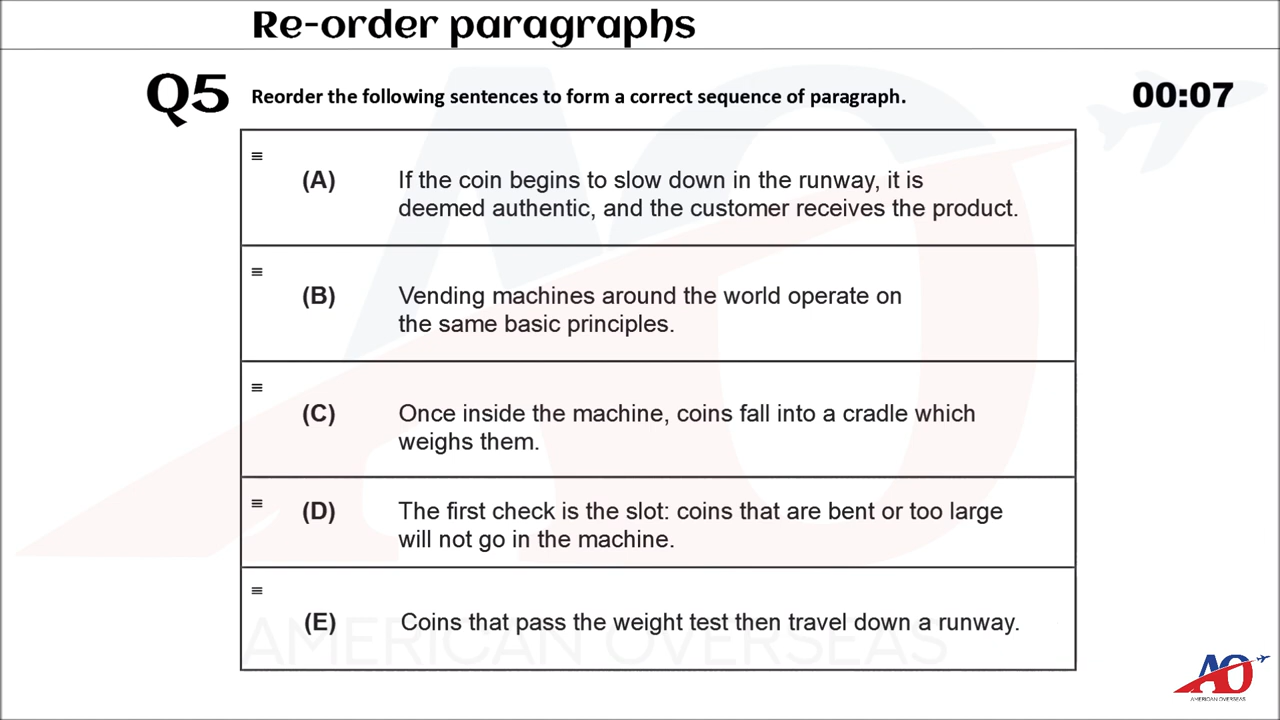 Re-order paragraphs
Q5 Reorder the following sentences to form a correct sequence of paragraph. 00:07
≡
(A) If the coin begins to slow down in the runway, it is
deemed authentic, and the customer receives the product.
≡
(B) Vending machines around the world operate on
the same basic principles.
≡
(C) Once inside the machine, coins fall into a cradle which
weighs them.
≡
(D) The first check is the slot: coins that are bent or too large
will not go in the machine.
≡
(E) Coins that pass the weight test then travel down a runway.
AMERICAN OVERSEAS
AO
AMERICAN OVERSEAS